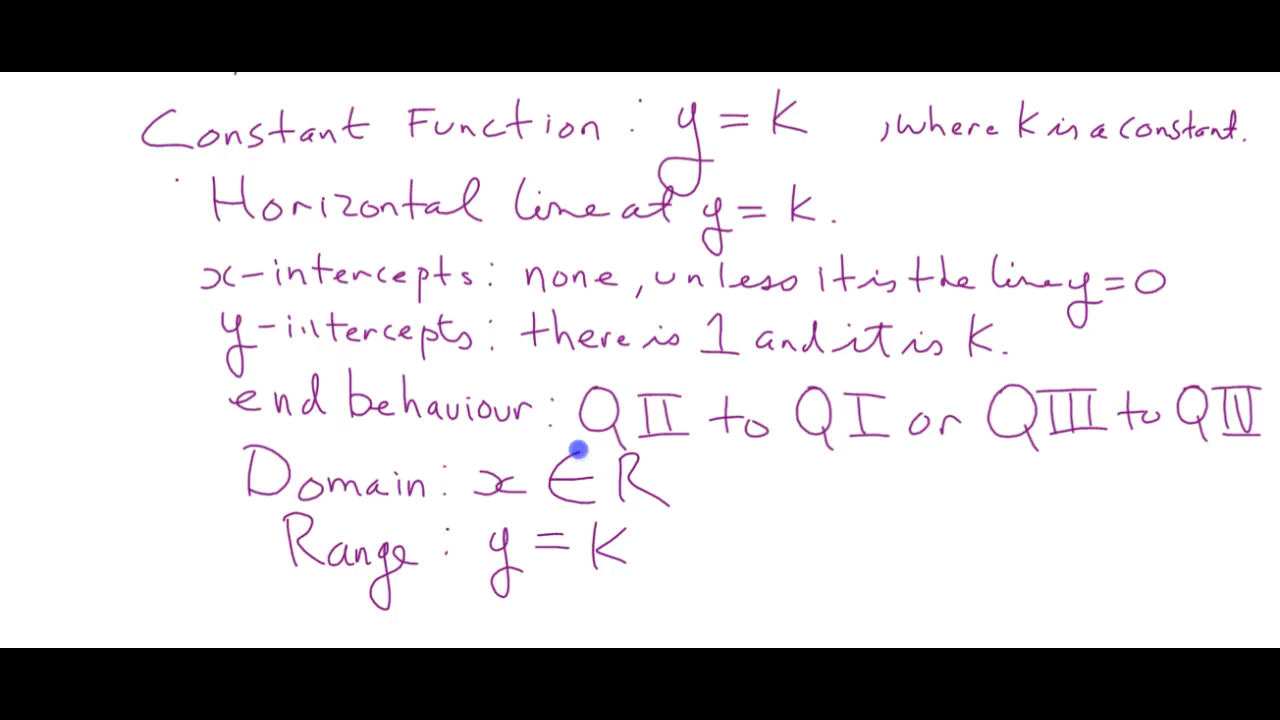 Constant Function : y = k , where k is a constant.
Horizontal line at y = k.
x-intercepts: none, unless it is the line y = 0
y-intercepts: there is 1 and it is k.
end behaviour: QII to QI or QIII to QIV
Domain: x ∈ R
Range : y = k